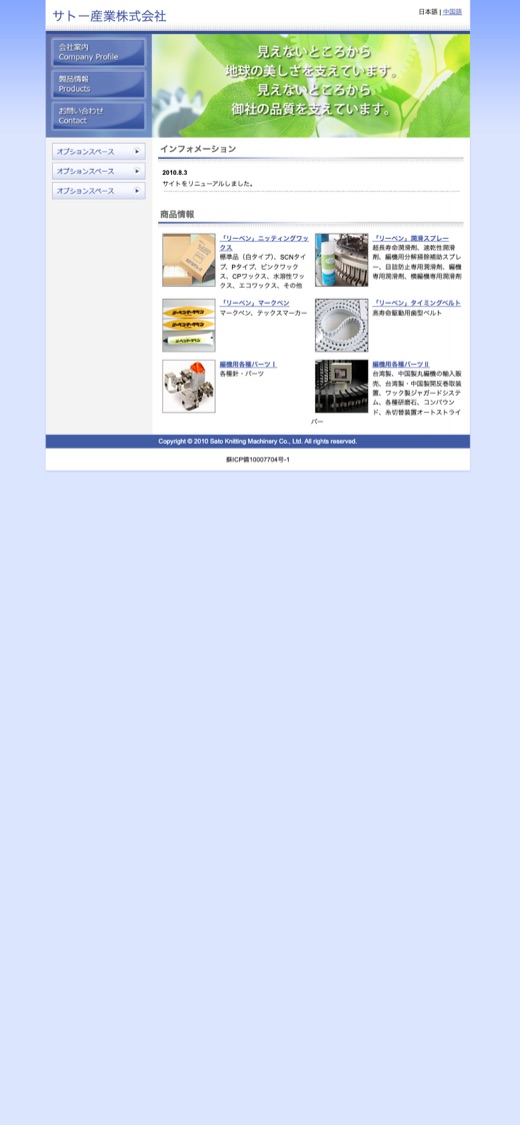 サトー産業株式会社
日本語 | 中国語
会社案内
Company Profile
製品情報
Products
お問い合わせ
Contact
見えないところから
地球の美しさを支えています。
見えないところから
御社の品質を支えています。
オプションスペース
オプションスペース
オプションスペース
インフォメーション
2010.8.3
サイトをリニューアルしました。
商品情報
「リーベン」ニッティングワッ
クス
標準品（白タイプ）、SCNタイ
プ、Pタイプ、ピンクワック
ス、CPワックス、水溶性ワッ
クス、エコワックス、その他
「リーベン」潤滑スプレー
超長寿命潤滑剤、速乾性潤滑
剤、編機用分解掃除補助スプレ
ー、目詰防止専用潤滑剤、編機
専用潤滑剤、横編機専用潤滑剤
「リーベン」マークペン
マークペン、テックスマーカー
「リーベン」タイミングベルト
高寿命駆動用歯型ベルト
編機用各種パーツⅠ
各種針・パーツ
編機用各種パーツⅡ
台湾製、中国製丸編機の輸入販
売、台湾製・中国製開反巻取装
置、ワック製ジャガードシステ
ム、各種研磨石、コンパウン
ド、糸切替装置オートストライ
パー
Copyright © 2010 Sato Knitting Machinery Co., Ltd. All rights reserved.
蘇ICP備10007704号-1